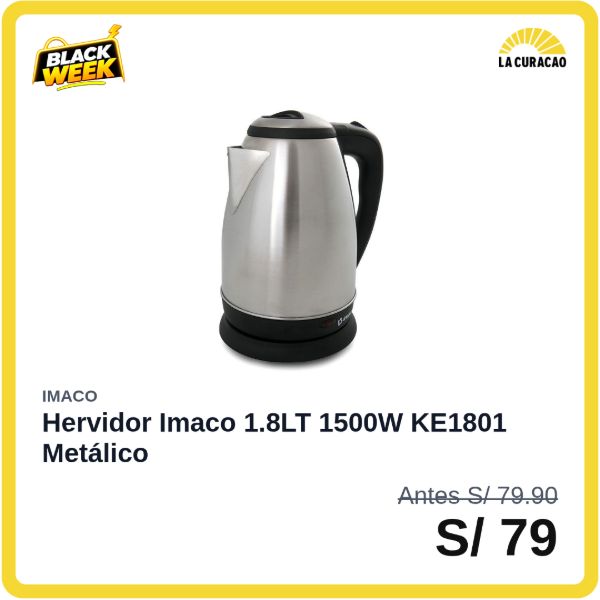 BLACK
WEEK
LA CURACAO
IMACO
Hervidor Imaco 1.8LT 1500W KE1801
Metálico
Antes S/ 79.90
S/ 79